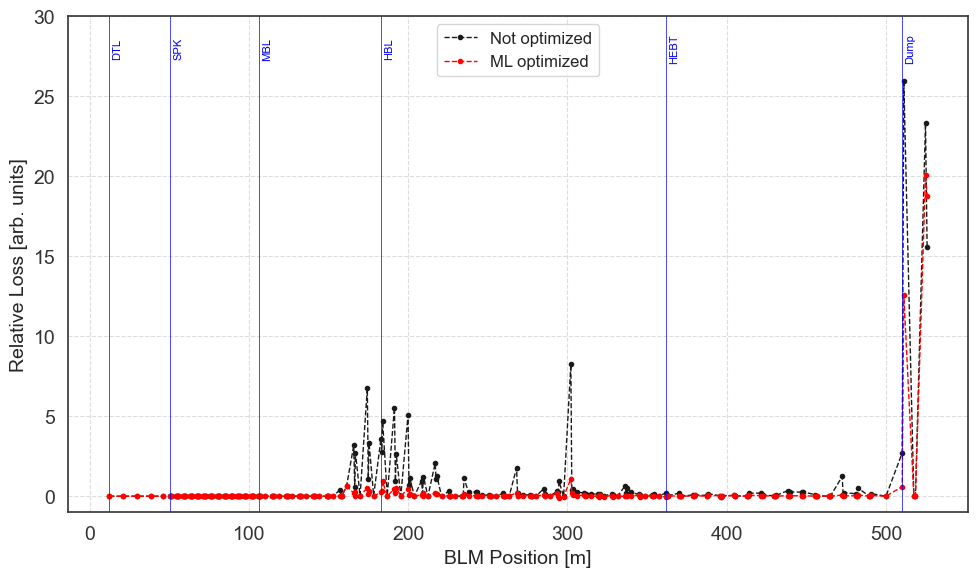 30
25
20
15
10
5
0
Relative Loss [arb. units]
DTL
SPK
MBL
HBL
HEBT
Dump
Not optimized
ML optimized
0 100 200 300 400 500
BLM Position [m]